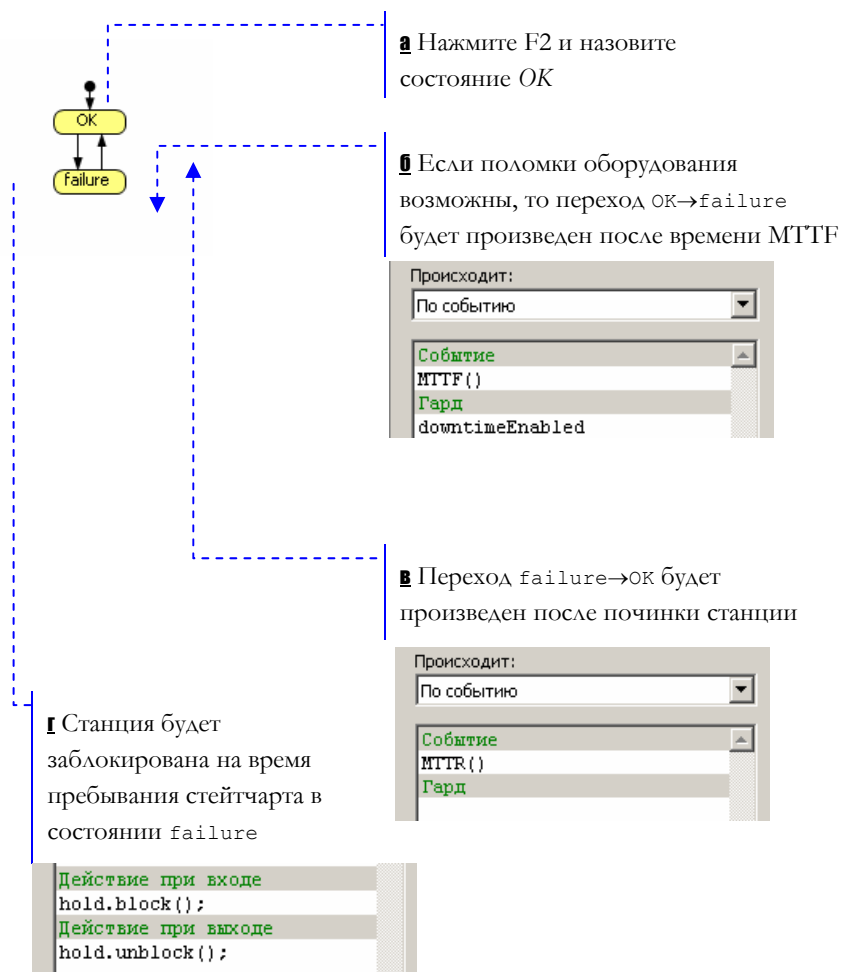 а Нажмите F2 и назовите
состояние OK
OK
failure
б Если поломки оборудования
возможны, то переход OK→failure
будет произведен после времени MTTF
Происходит:
По событию
Событие
MTTF()
Гард
downtimeEnabled
в Переход failure→OK будет
произведен после починки станции
Происходит:
По событию
Событие
MTTR()
Гард
г Станция будет
заблокирована на время
пребывания стейтчарта в
состоянии failure
Действие при входе
hold.block();
Действие при выходе
hold.unblock();